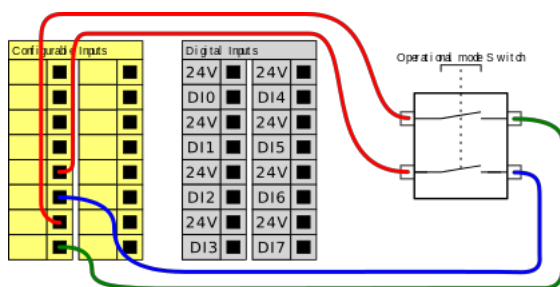 Configurable Inputs
Digital Inputs
Operational mode Switch
24V 24V
DI0 DI4
24V 24V
DI1 DI5
24V 24V
DI2 DI6
24V 24V
DI3 DI7